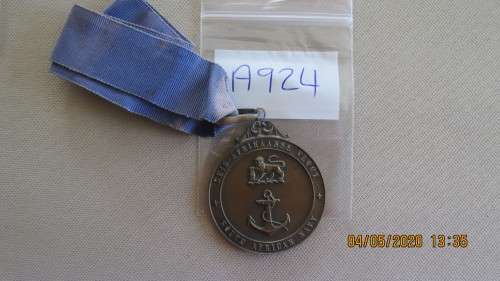 A924
SUID-AFRIKAANSE VLOOT
SOUTH AFRICAN NAVY
04/05/2020 13:35